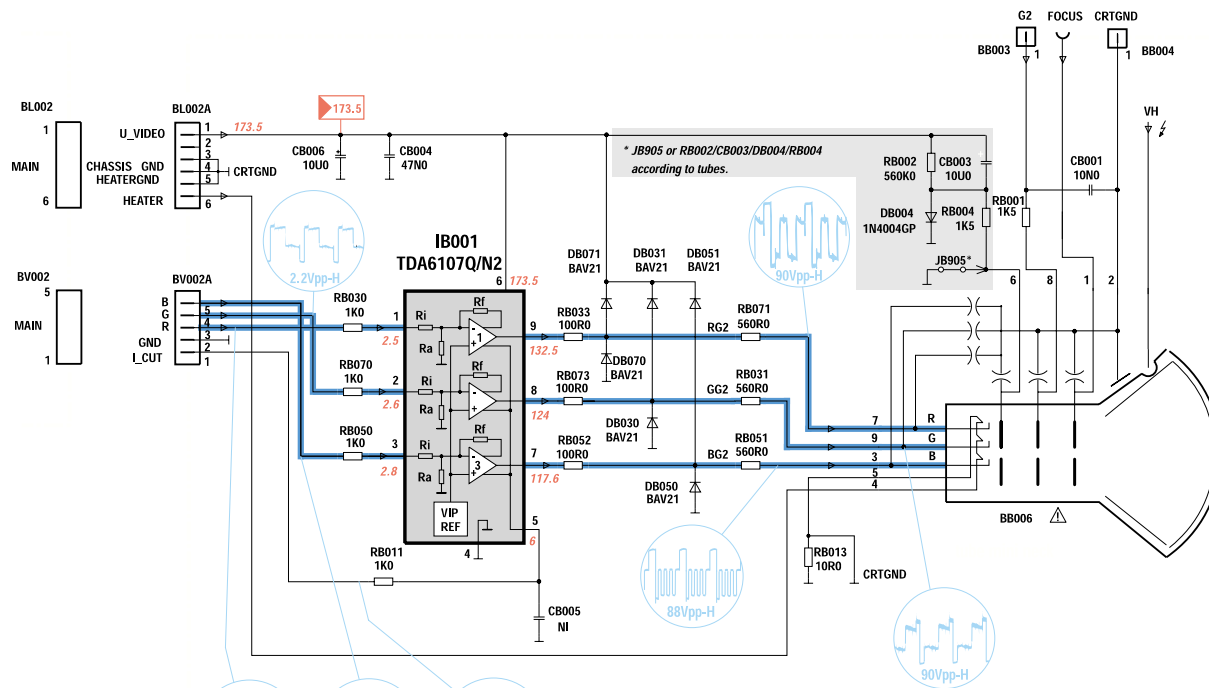 G2 FOCUS CRTGND
1 1
BB003 BB004
BL002 BL002A
1
MAIN
6
U_VIDEO 1 173.5
2
3
CHASSIS GND 4 CRTGND
HEATERGND 5
HEATER 6
173.5
CB006
10U0
CB004
47N0
* JB905 or RB002/CB003/DB004/RB004
according to tubes.
RB002
560K0
CB003
10U0
DB004
1N4004GP
RB004
1K5
JB905*
RB001
1K5
CB001
10N0
VH
6 8 1 2
2.2Vpp-H
90Vpp-H
IB001
TDA6107Q/N2
6 173.5
DB071
BAV21
DB031
BAV21
DB051
BAV21
BV002 BV002A
5
MAIN
1
B
G 5
R 4
GND 3
I_CUT 2
1
RB030
1K0
1
2.5
Ri
Ra
Rf
-
+
1
9
132.5
RB033
100R0
DB070
BAV21
RG2
RB071
560R0
RB070
1K0
2
2.6
Ri
Ra
Rf
-
+
2
8
124
RB073
100R0
DB030
BAV21
GG2
RB031
560R0
RB050
1K0
3
2.8
Ri
Ra
Rf
-
+
3
7
117.6
RB052
100R0
DB050
BAV21
BG2
RB051
560R0
VIP
REF
4
5
6
7 R
9 G
3 B
5
4
BB006
RB011
1K0
CB005
NI
88Vpp-H
RB013
10R0
CRTGND
90Vpp-H